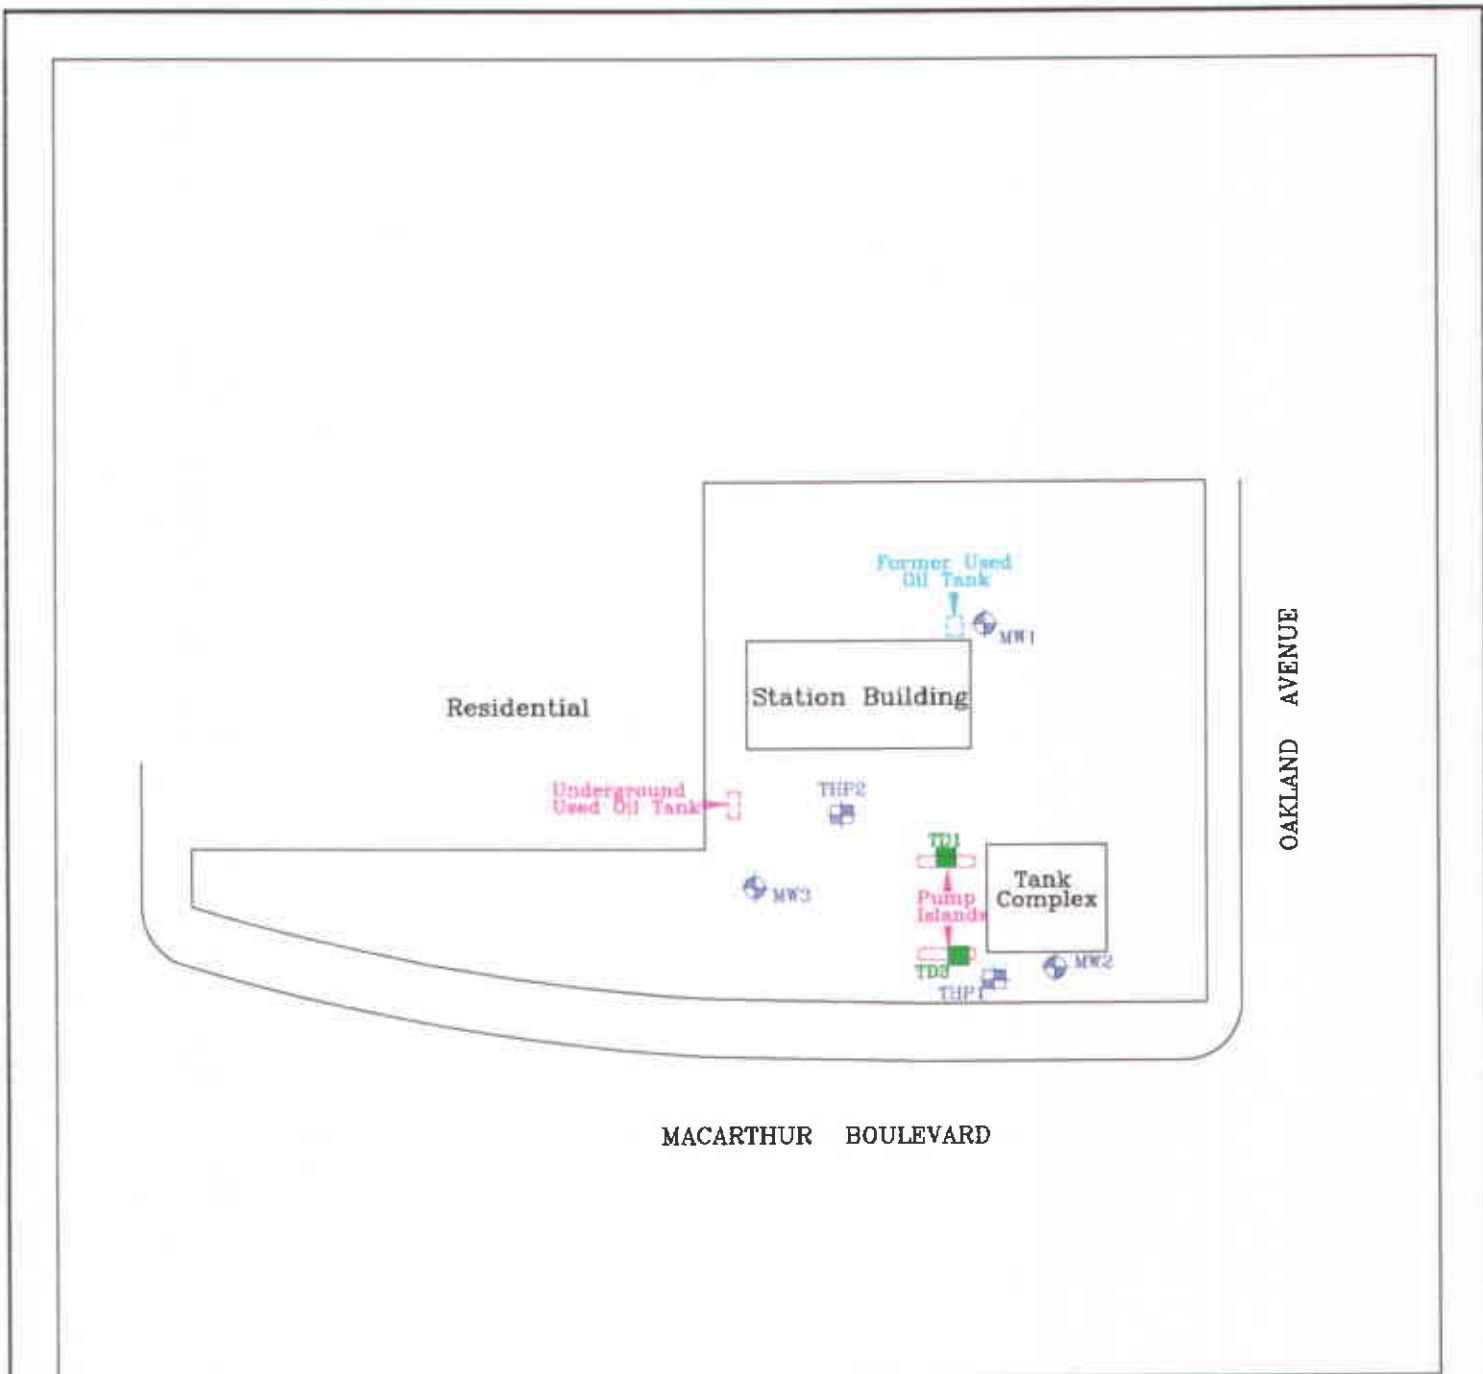 Former Used
Oil Tank
MW1
Station Building
Residential
OAKLAND AVENUE
Underground
Used Oil Tank
THP2
TD1
Tank
Complex
MW3
Pump
Islands
TD3
THP1
MW2
MACARTHUR BOULEVARD